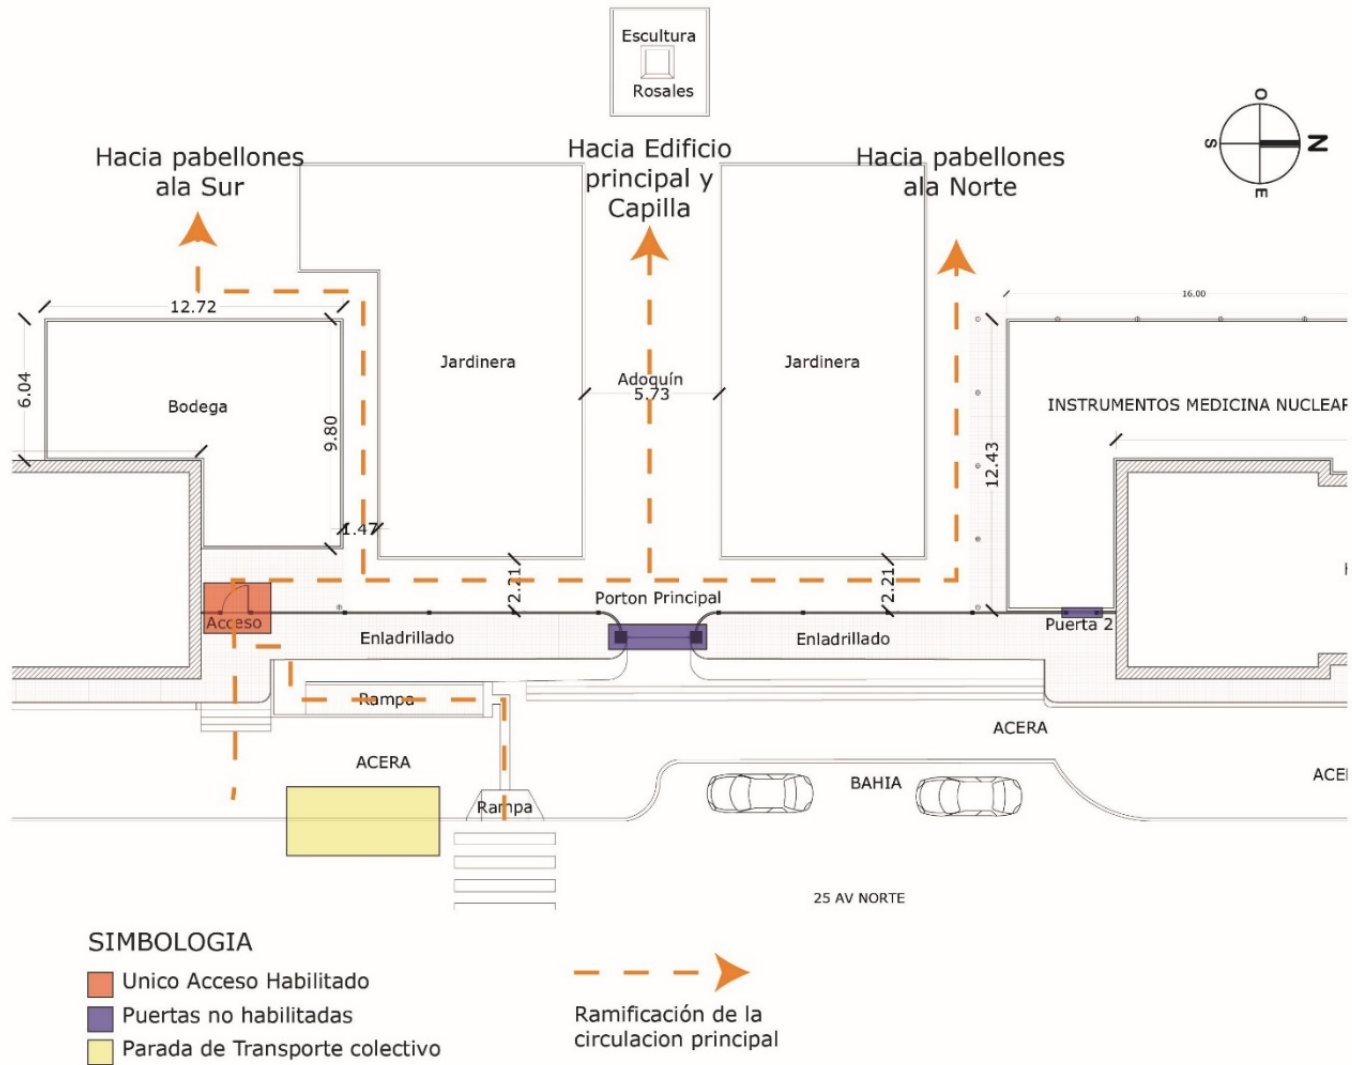 Escultura
Rosales
O
S
N
E
Hacia pabellones
ala Sur
Hacia Edificio
principal y
Capilla
Hacia pabellones
ala Norte
12.72
16.00
6.04
Bodega
9.80
Jardinera
Adoquín
5.73
Jardinera
12.43
INSTRUMENTOS MEDICINA NUCLEAR
1.47
2.21
2.21
Porton Principal
Acceso
Enladrillado
Enladrillado
Puerta 2
Rampa
ACERA
ACERA
BAHIA
ACE
Rampa
25 AV NORTE
SIMBOLOGIA
Unico Acceso Habilitado
Puertas no habilitadas
Parada de Transporte colectivo
Ramificación de la
circulacion principal